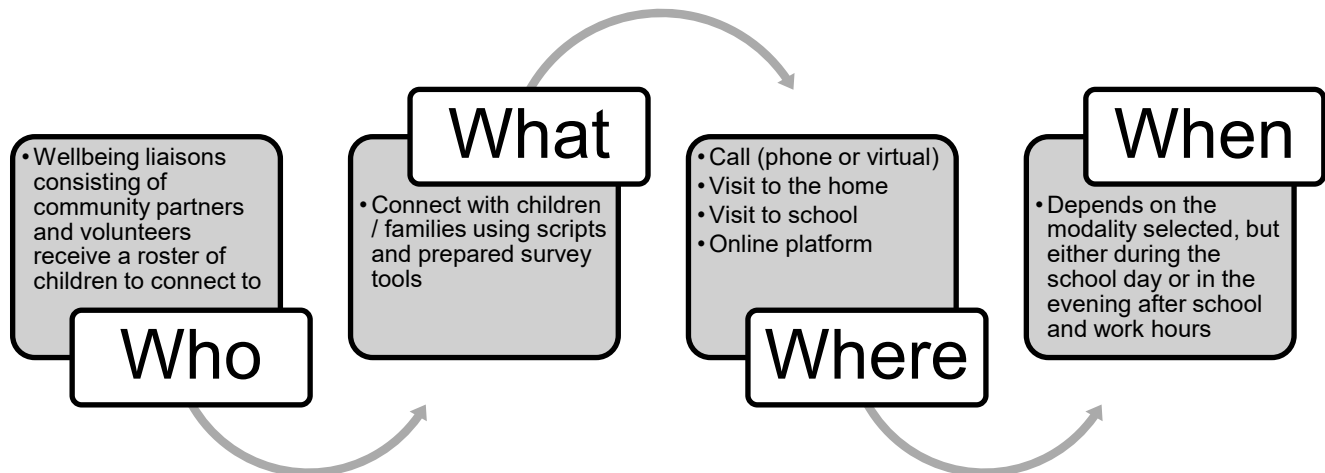 • Wellbeing liaisons
consisting of
community partners
and volunteers
receive a roster of
children to connect to
Who
What
• Connect with children
/ families using scripts
and prepared survey
tools
• Call (phone or virtual)
• Visit to the home
• Visit to school
• Online platform
Where
When
• Depends on the
modality selected, but
either during the
school day or in the
evening after school
and work hours